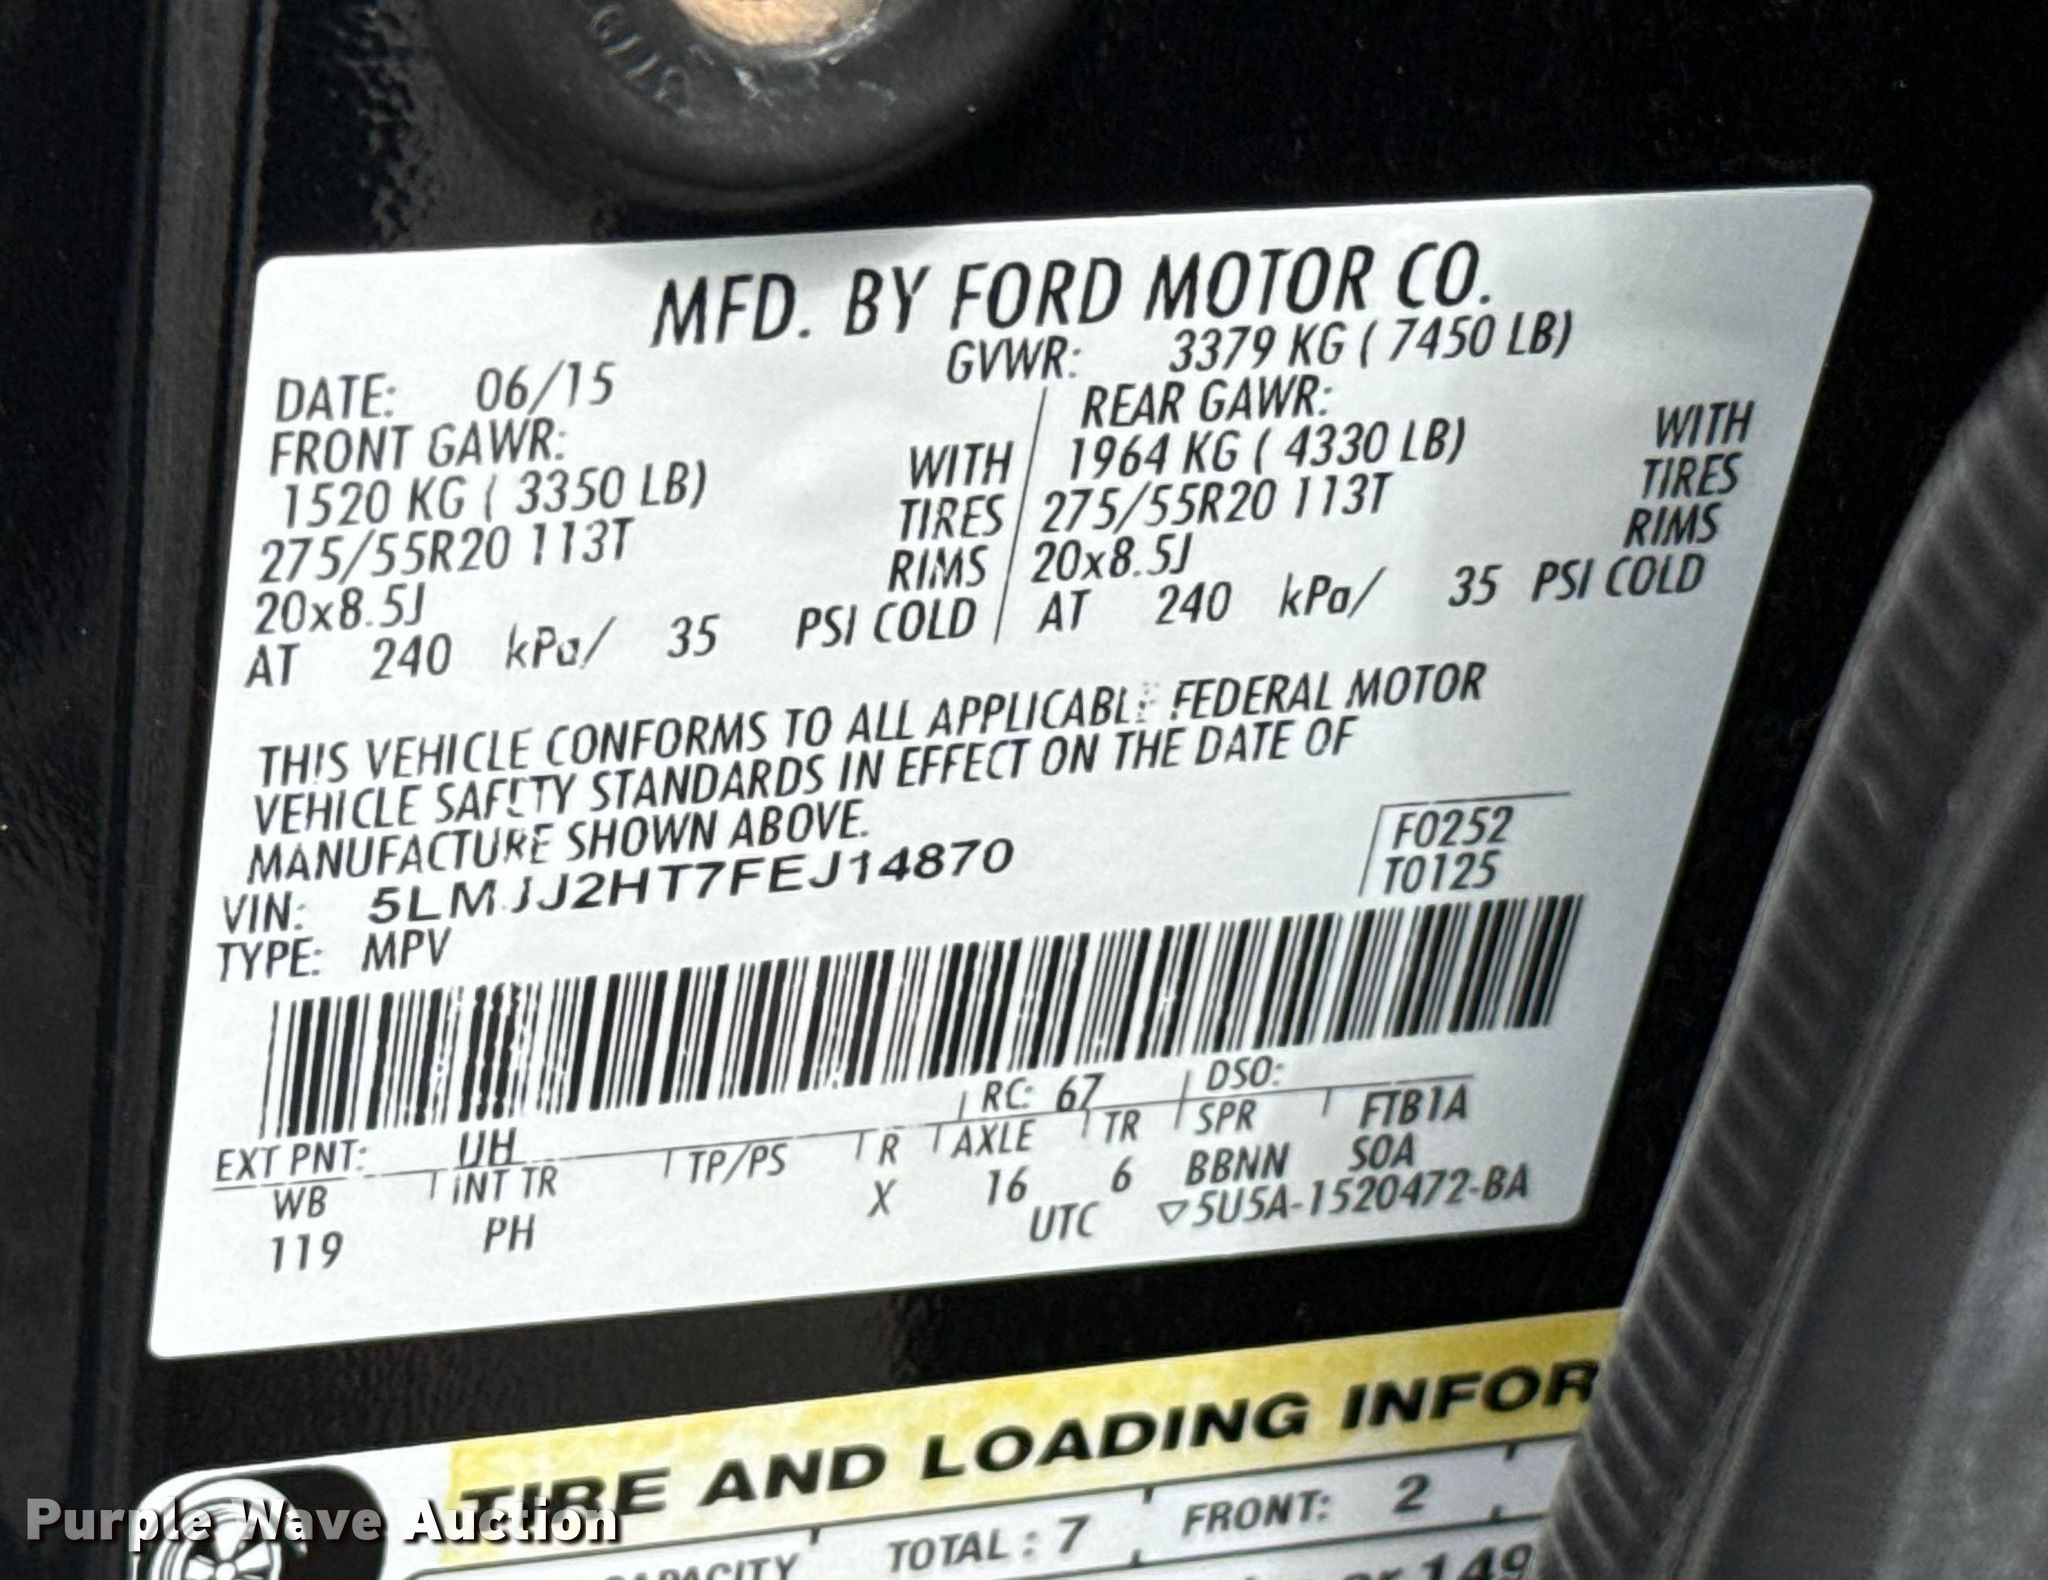 MFD. BY FORD MOTOR CO.
DATE: 06/15 GVWR: 3379 KG ( 7450 LB)
FRONT GAWR: REAR GAWR:
1520 KG ( 3350 LB) WITH 1964 KG ( 4330 LB) WITH
275/55R20 113T TIRES 275/55R20 113T TIRES
20x8.5J RIMS 20x8.5J RIMS
AT 240 kPa/ 35 PSI COLD AT 240 kPa/ 35 PSI COLD
THIS VEHICLE CONFORMS TO ALL APPLICABLE FEDERAL MOTOR
VEHICLE SAFETY STANDARDS IN EFFECT ON THE DATE OF
MANUFACTURE SHOWN ABOVE.
VIN: 5LMJJ2HT7FEJ14870
F0252
T0125
TYPE: MPV
EXT PNT: UH RC: 67 DSO:
WB INT TR TP/PS R AXLE TR SPR FTB1A
119 PH X 16 6 BBNN SOA
UTC ▽5U5A-1520472-BA
TIRE AND LOADING INFOR
CAPACITY TOTAL : 7 FRONT: 2
or 149
Purple Wave Auction